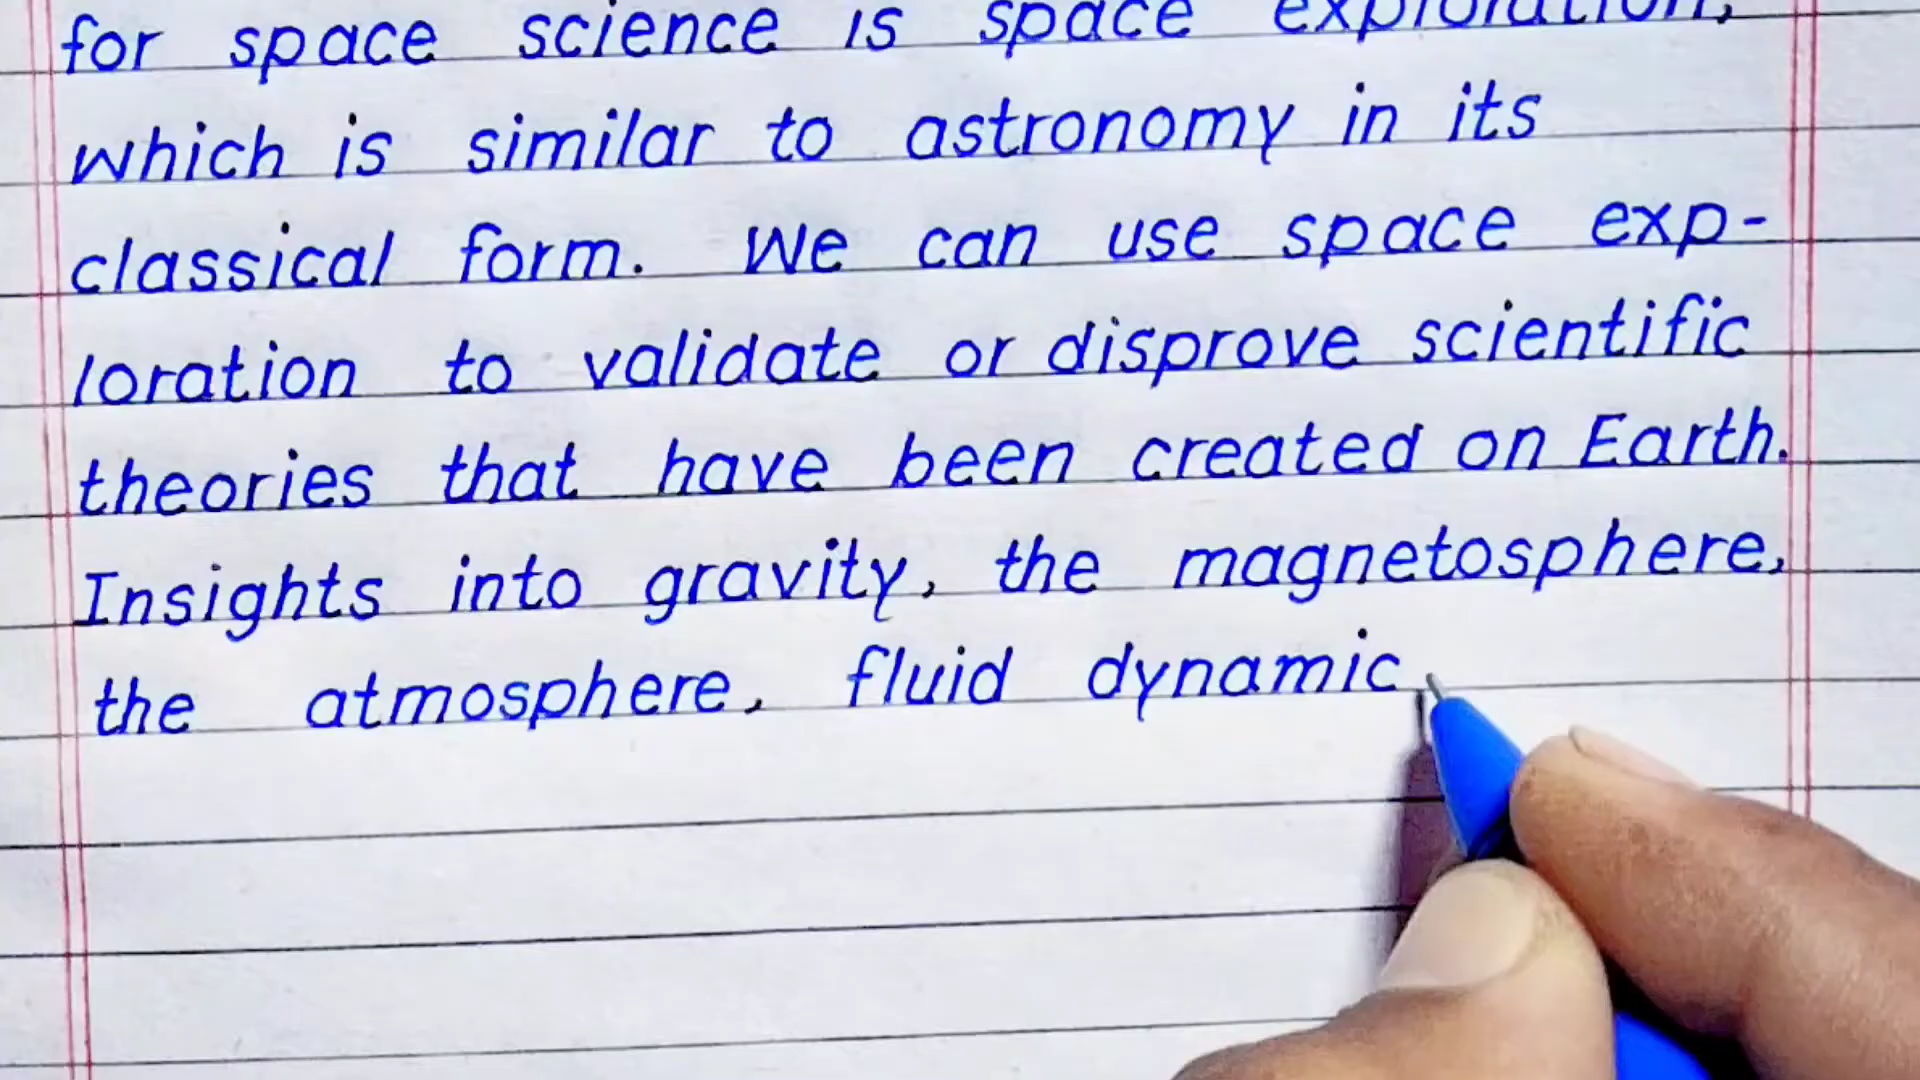 for space science is space exploration,
which is similar to astronomy in its
classical form. We can use space exp-
loration to validate or disprove scientific
theories that have been created on Earth.
Insights into gravity, the magnetosphere,
the atmosphere, fluid dynamic